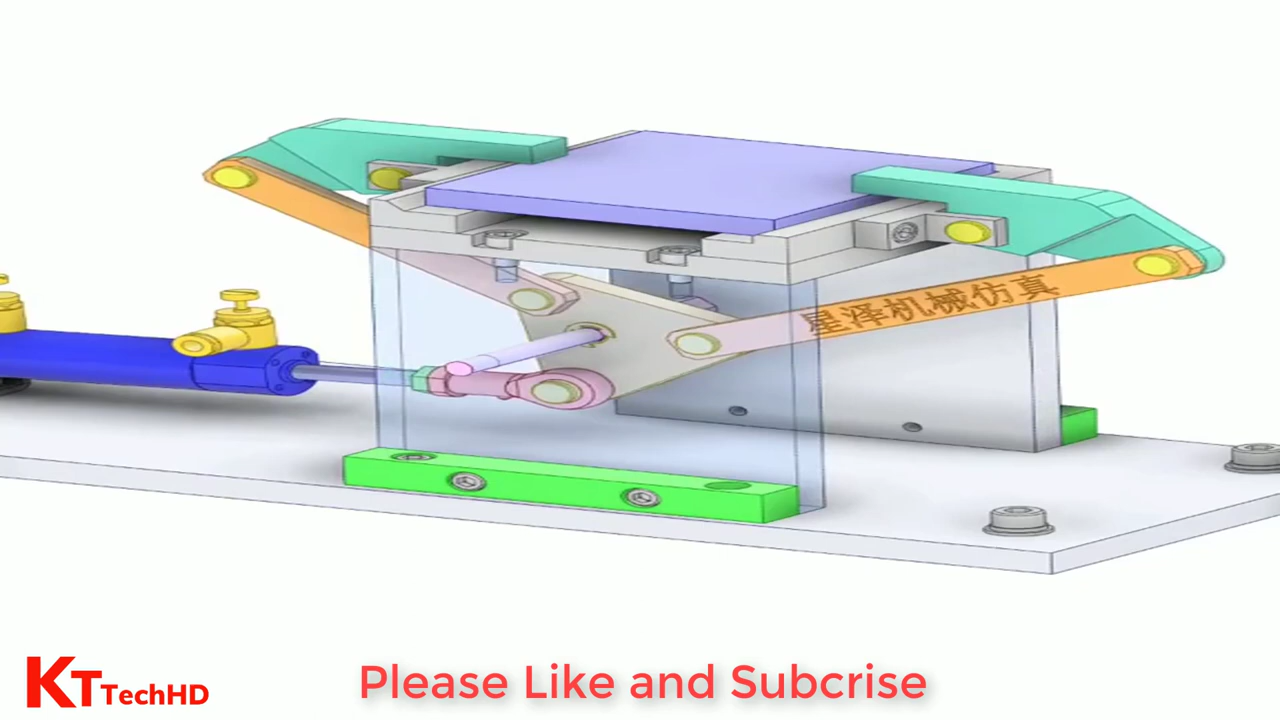 星泽机械仿真
KT TechHD
Please Like and Subcrise